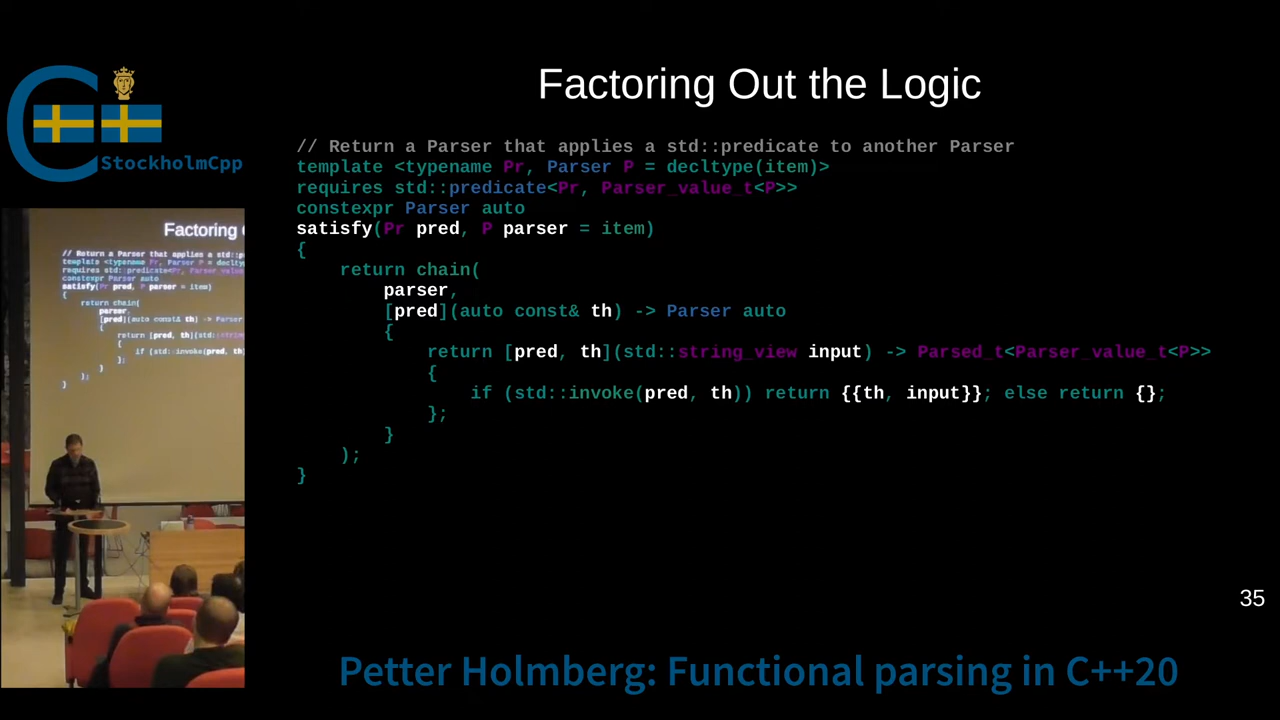 StockholmCpp
Factoring Out the Logic
// Return a Parser that applies a std::predicate to another Parser
template <typename Pr, Parser P = decltype(item)>
requires std::predicate<Pr, Parser_value_t<P>>
constexpr Parser auto
satisfy(Pr pred, P parser = item)
{
    return chain(
        parser,
        [pred](auto const& th) -> Parser auto
        {
            return [pred, th](std::string_view input) -> Parsed_t<Parser_value_t<P>>
            {
                if (std::invoke(pred, th)) return {{th, input}}; else return {};
            };
        }
    );
}
35
Petter Holmberg: Functional parsing in C++20